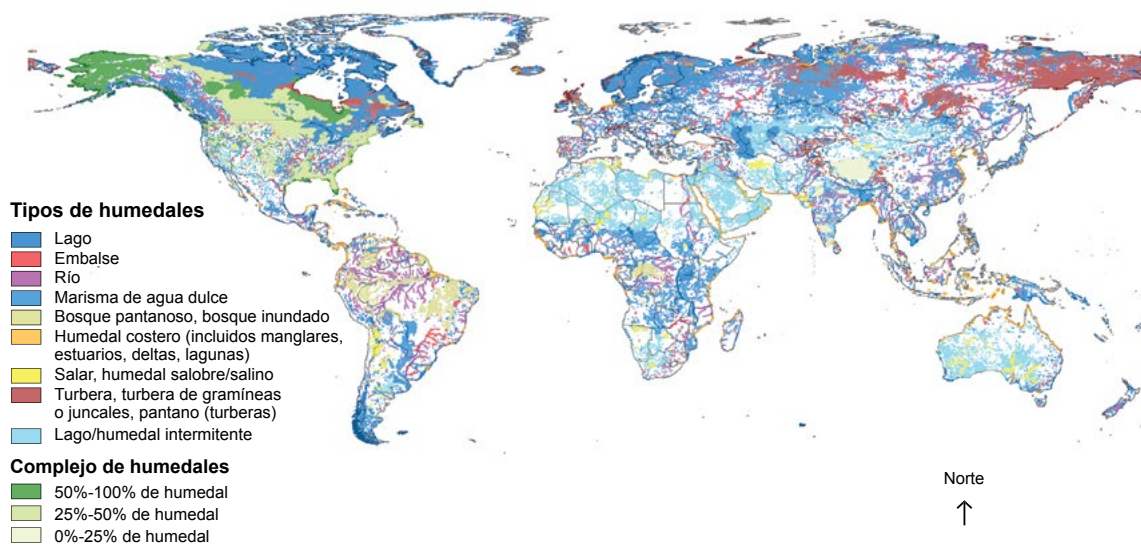 Tipos de humedales
Lago
Embalse
Río
Marisma de agua dulce
Bosque pantanoso, bosque inundado
Humedal costero (incluidos manglares,
estuarios, deltas, lagunas)
Salar, humedal salobre/salino
Turbera, turbera de gramíneas
o juncales, pantano (turberas)
Lago/humedal intermitente
Complejo de humedales
50%-100% de humedal
25%-50% de humedal
0%-25% de humedal
Norte